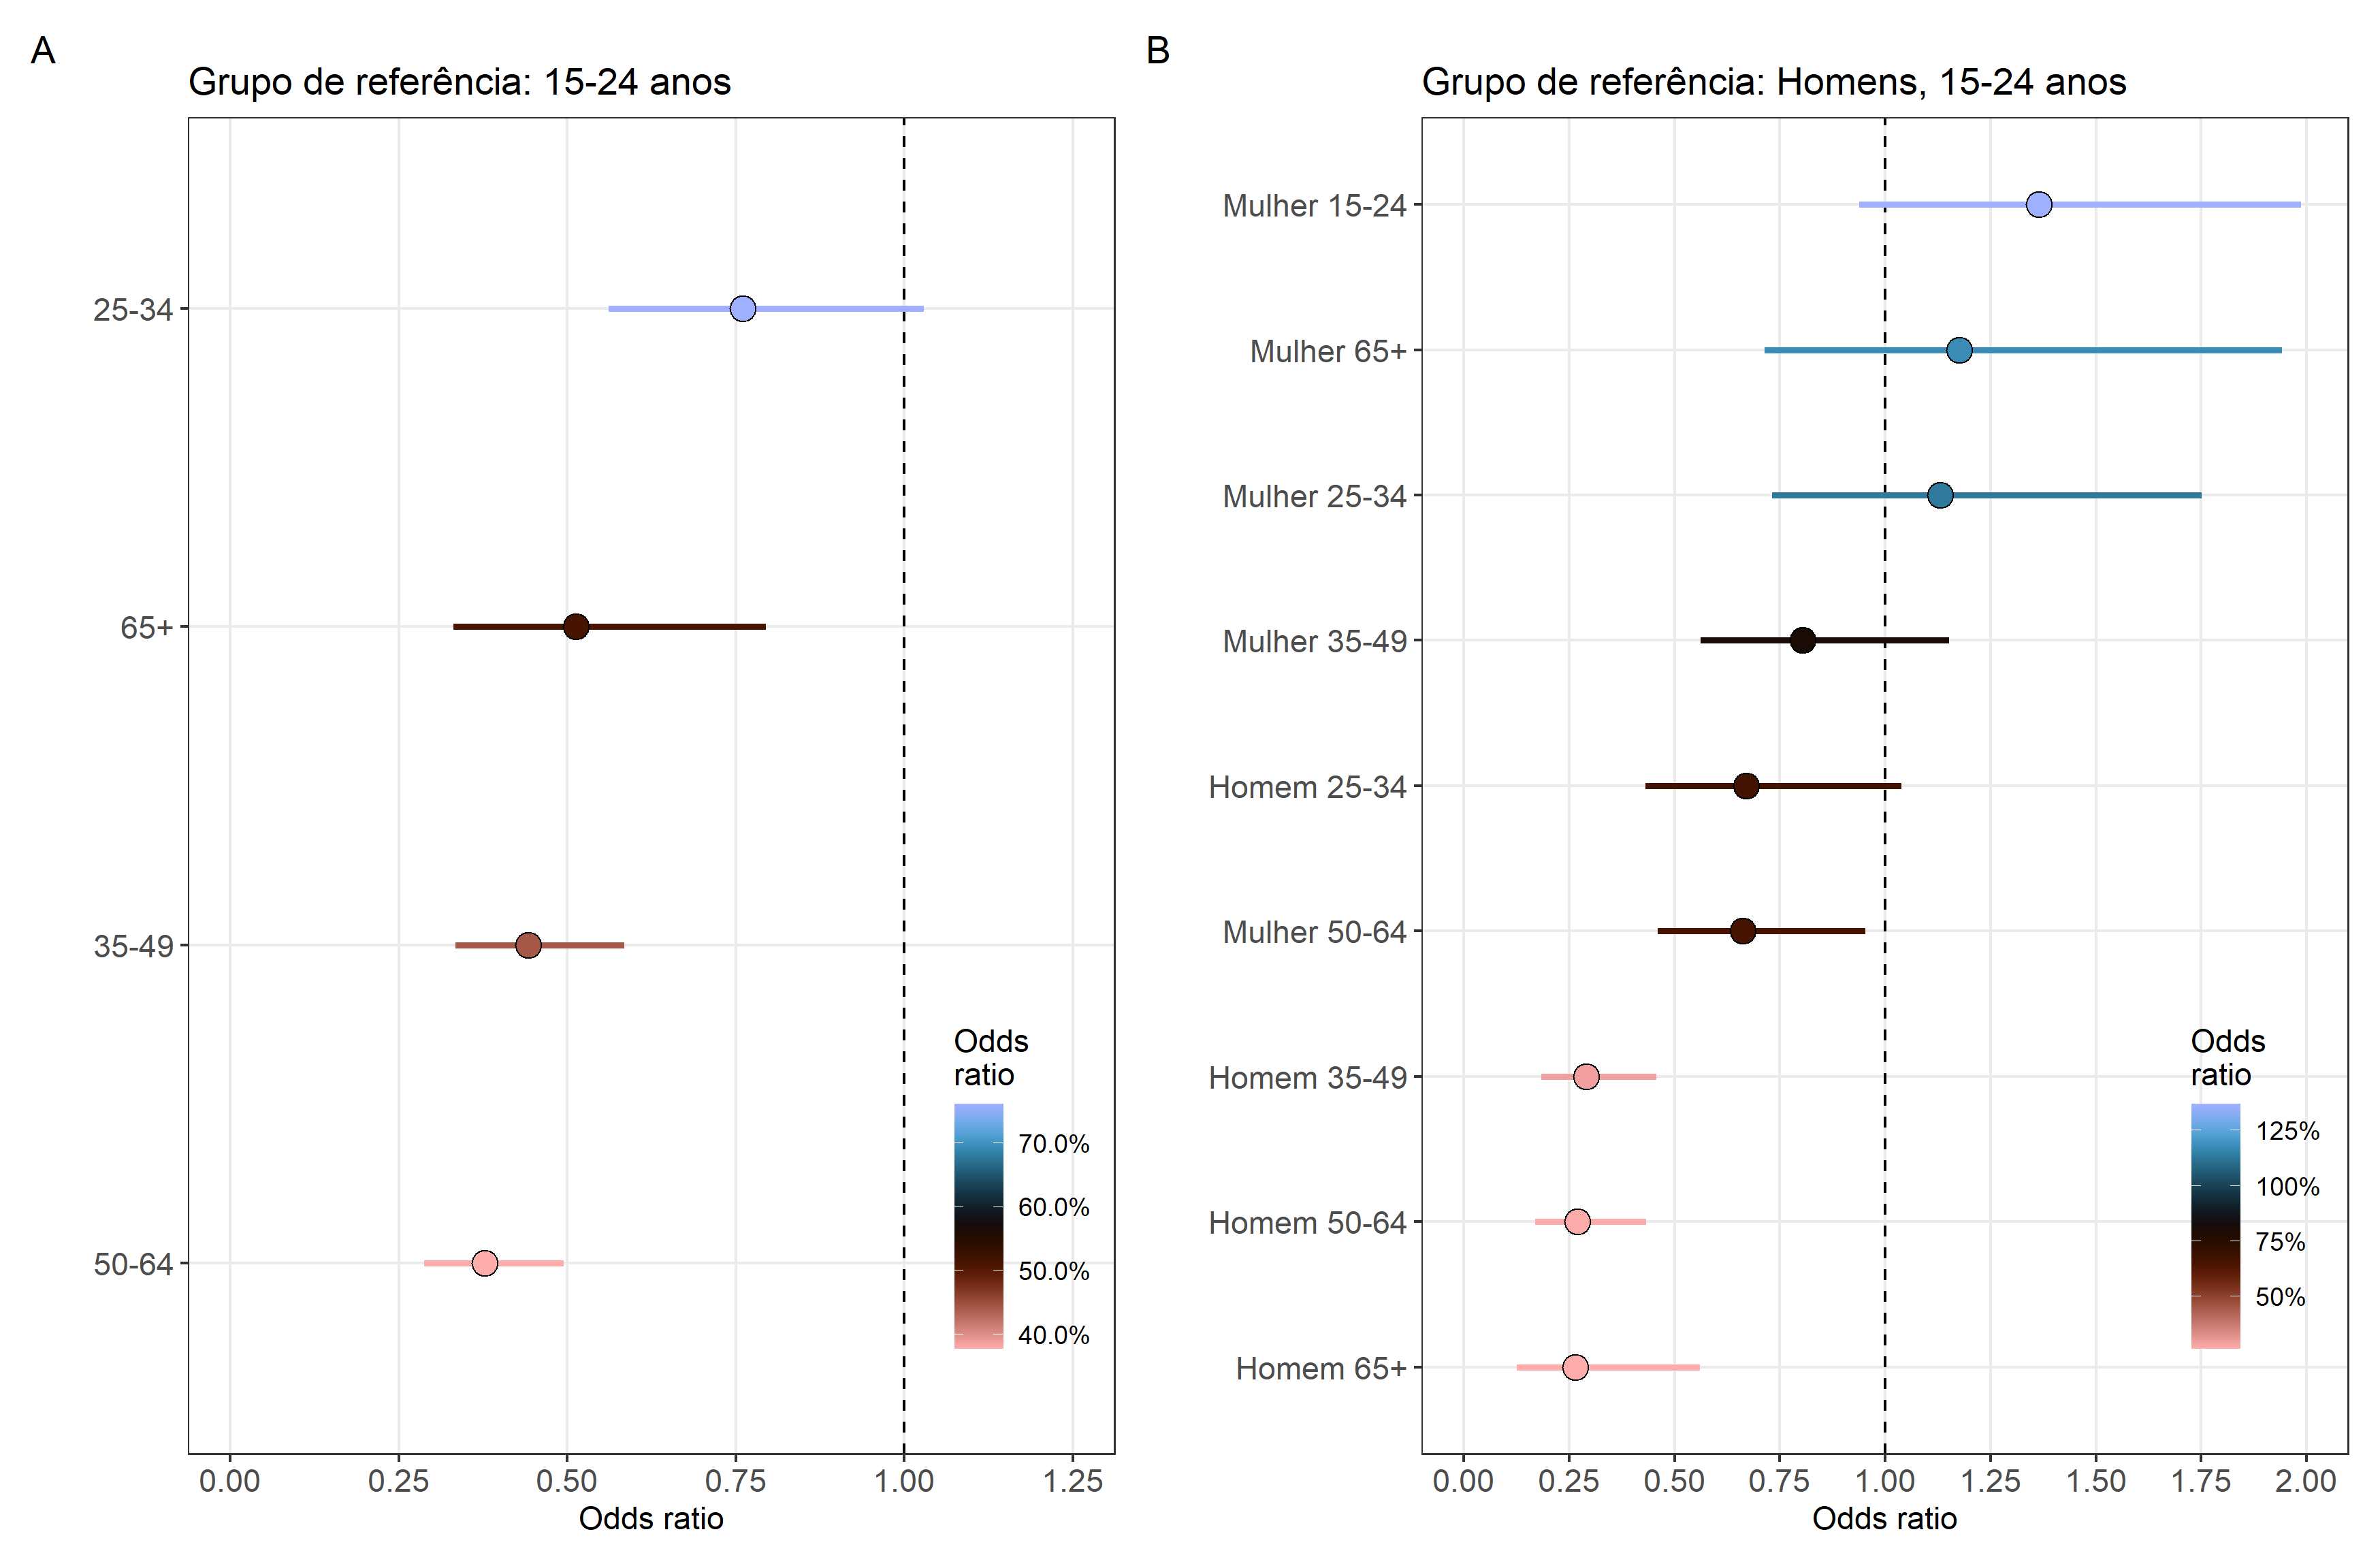 A
Grupo de referência: 15-24 anos
25-34
65+
35-49
50-64
Odds
ratio
70.0%
60.0%
50.0%
40.0%
0.00 0.25 0.50 0.75 1.00 1.25
Odds ratio
B
Grupo de referência: Homens, 15-24 anos
Mulher 15-24
Mulher 65+
Mulher 25-34
Mulher 35-49
Homem 25-34
Mulher 50-64
Homem 35-49
Homem 50-64
Homem 65+
Odds
ratio
125%
100%
75%
50%
0.00 0.25 0.50 0.75 1.00 1.25 1.50 1.75 2.00
Odds ratio